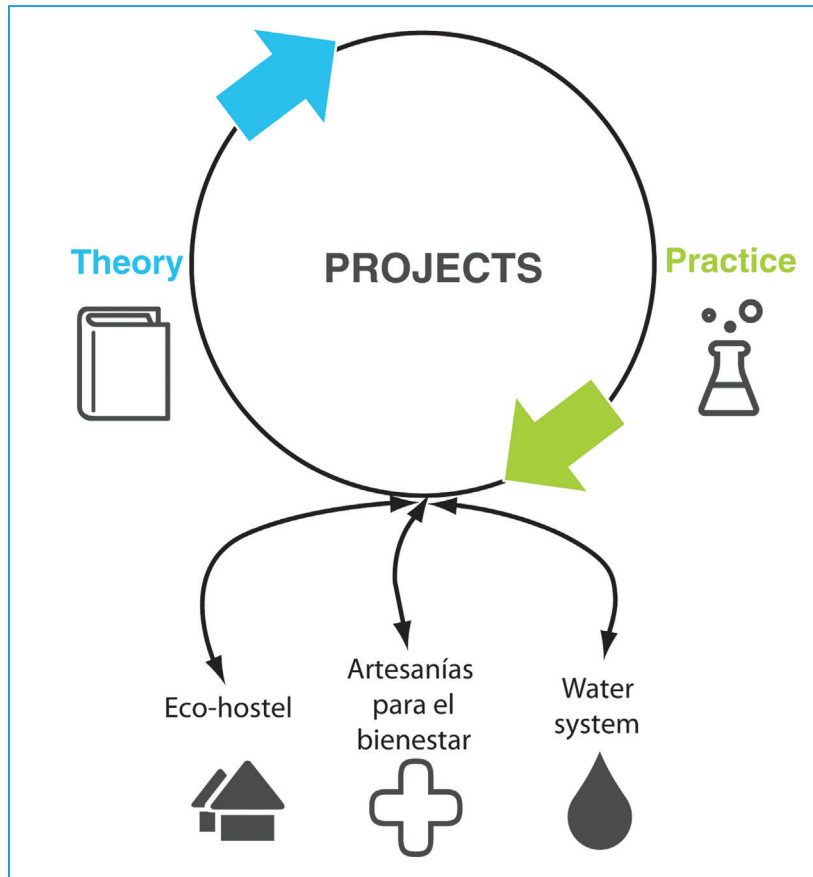 Theory
PROJECTS
Practice
Eco-hostel
Artesanías
para el
bienestar
Water
system